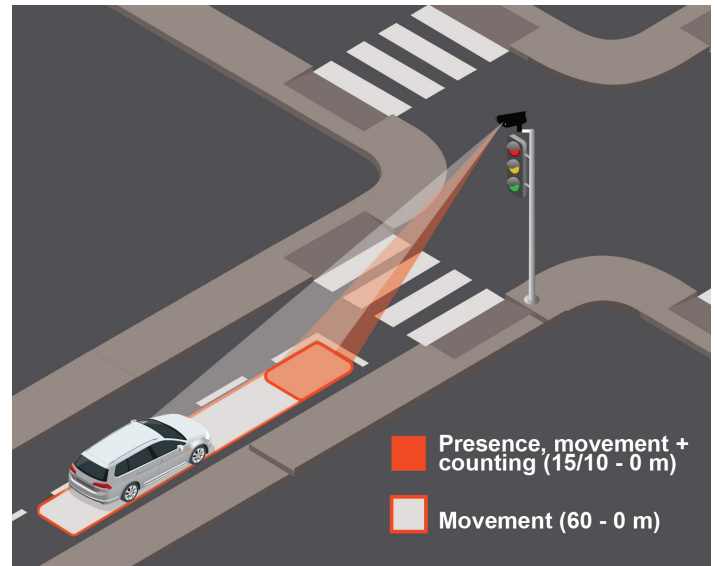 Presence, movement +
counting (15/10 - 0 m)
Movement (60 - 0 m)